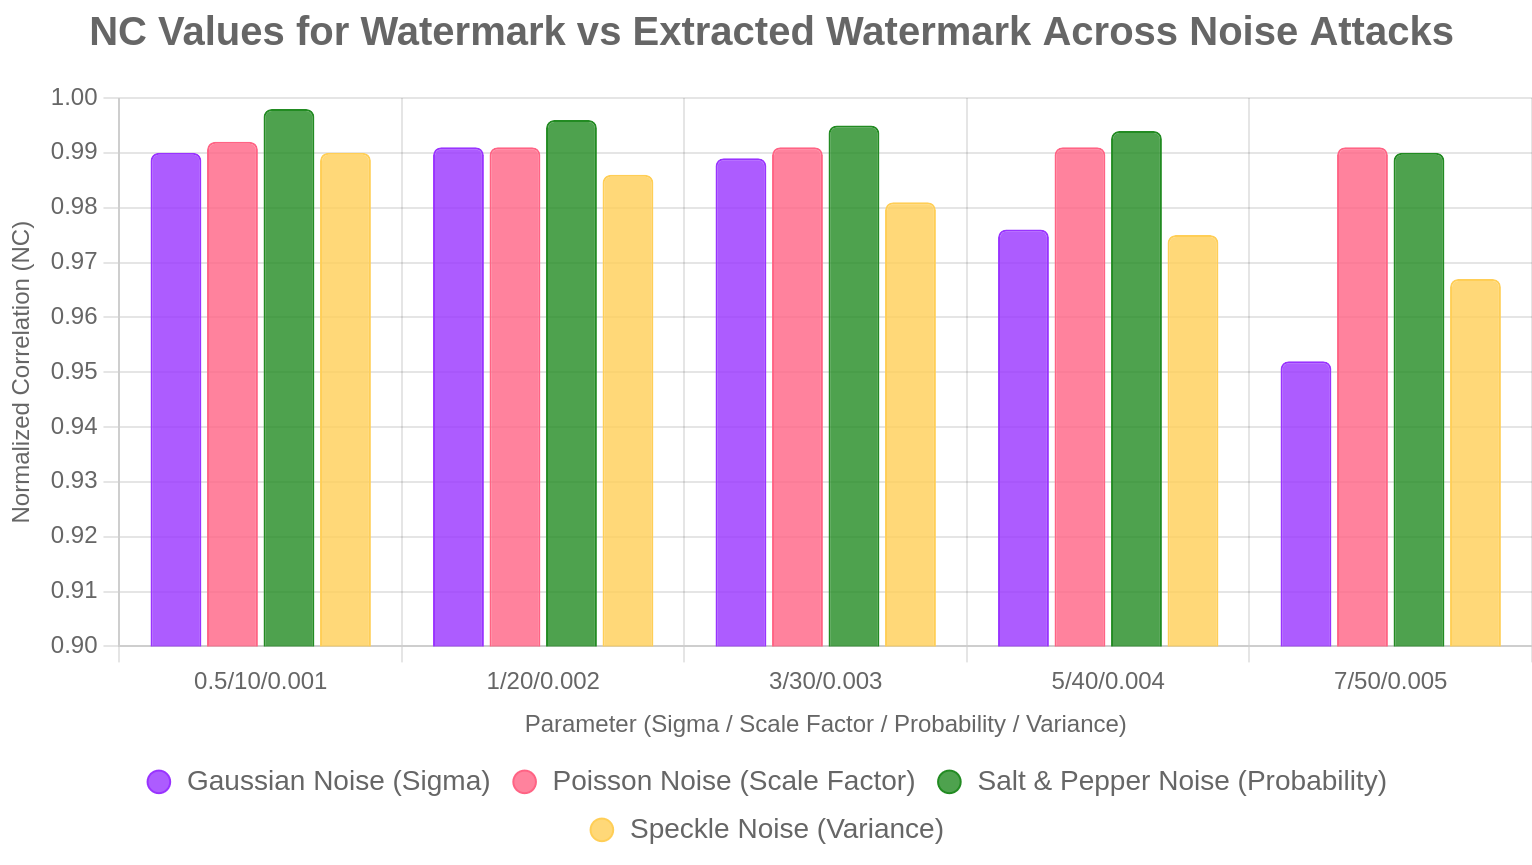 NC Values for Watermark vs Extracted Watermark Across Noise Attacks
Normalized Correlation (NC)
1.00
0.99
0.98
0.97
0.96
0.95
0.94
0.93
0.92
0.91
0.90
0.5/10/0.001 1/20/0.002 3/30/0.003 5/40/0.004 7/50/0.005
Parameter (Sigma / Scale Factor / Probability / Variance)
Gaussian Noise (Sigma) Poisson Noise (Scale Factor) Salt & Pepper Noise (Probability)
Speckle Noise (Variance)